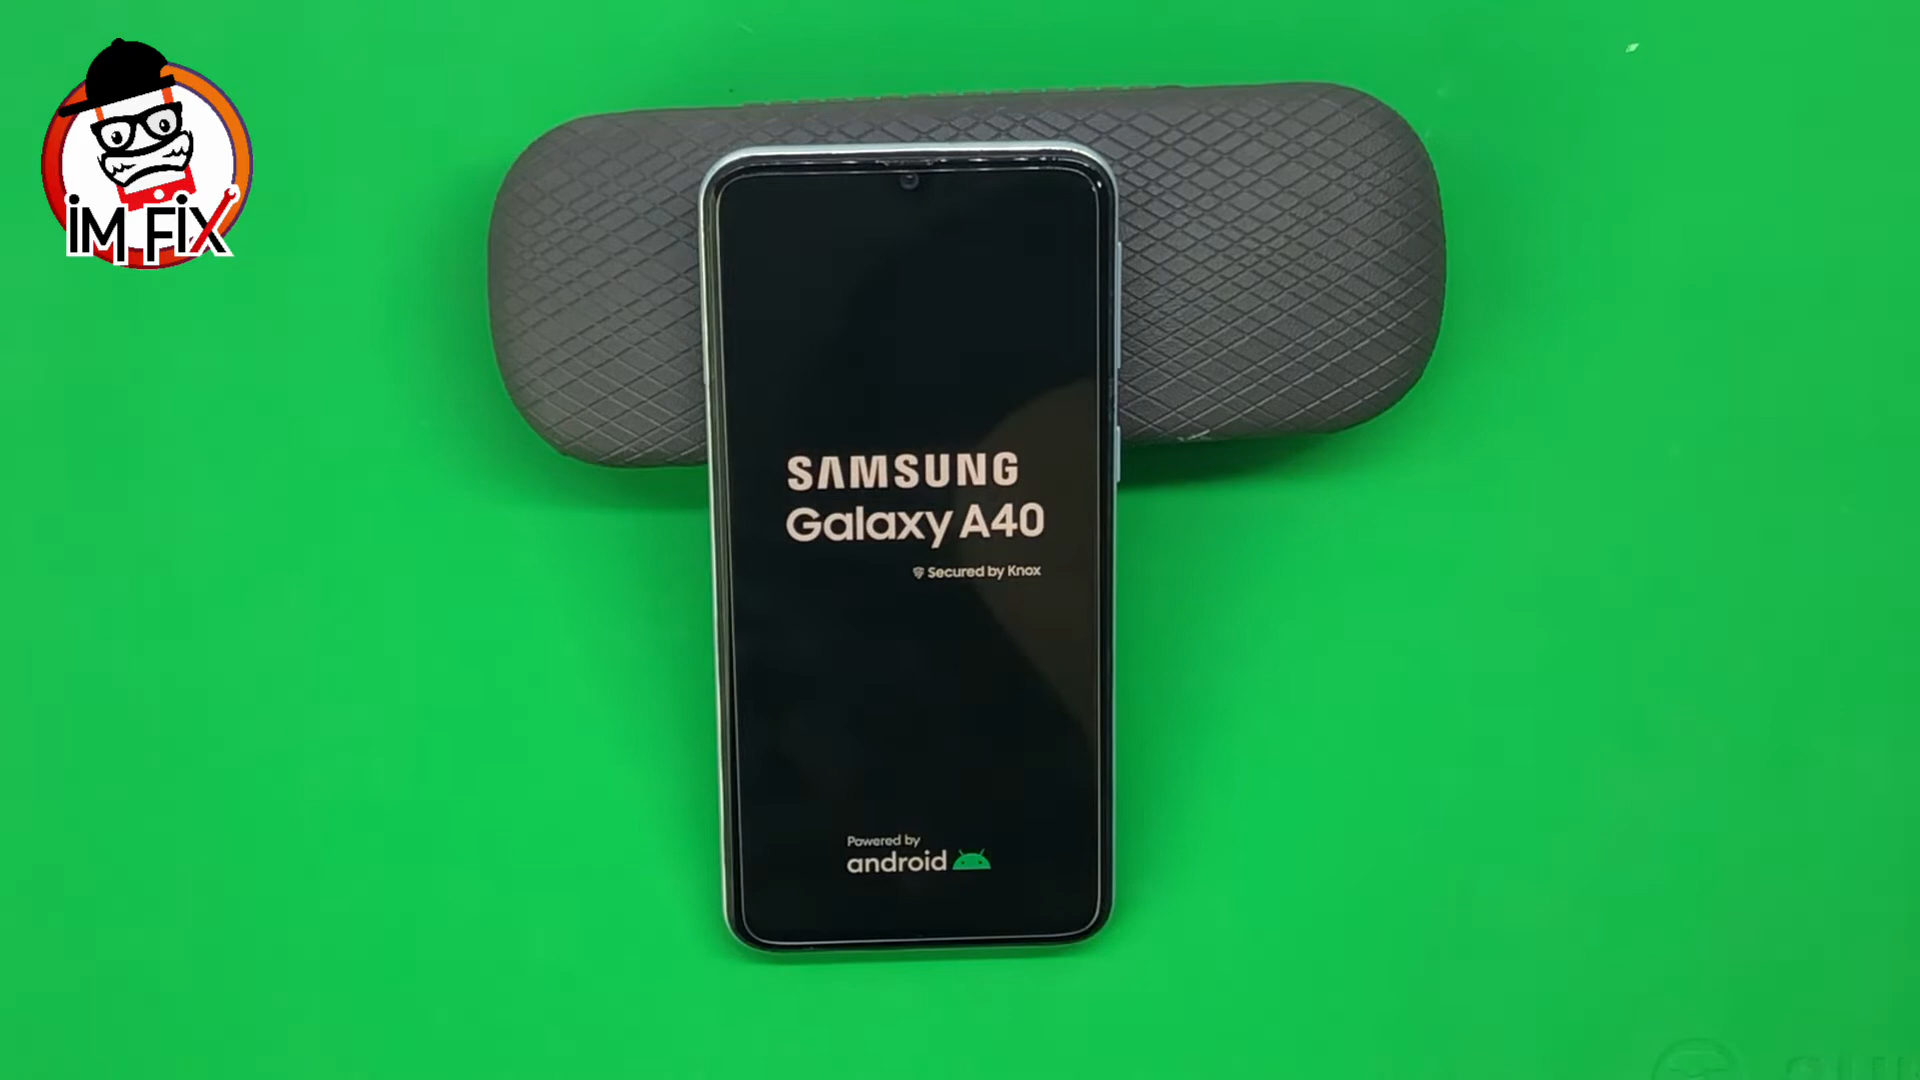 iM FiX
SAMSUNG
Galaxy A40
Secured by Knox
Powered by
android